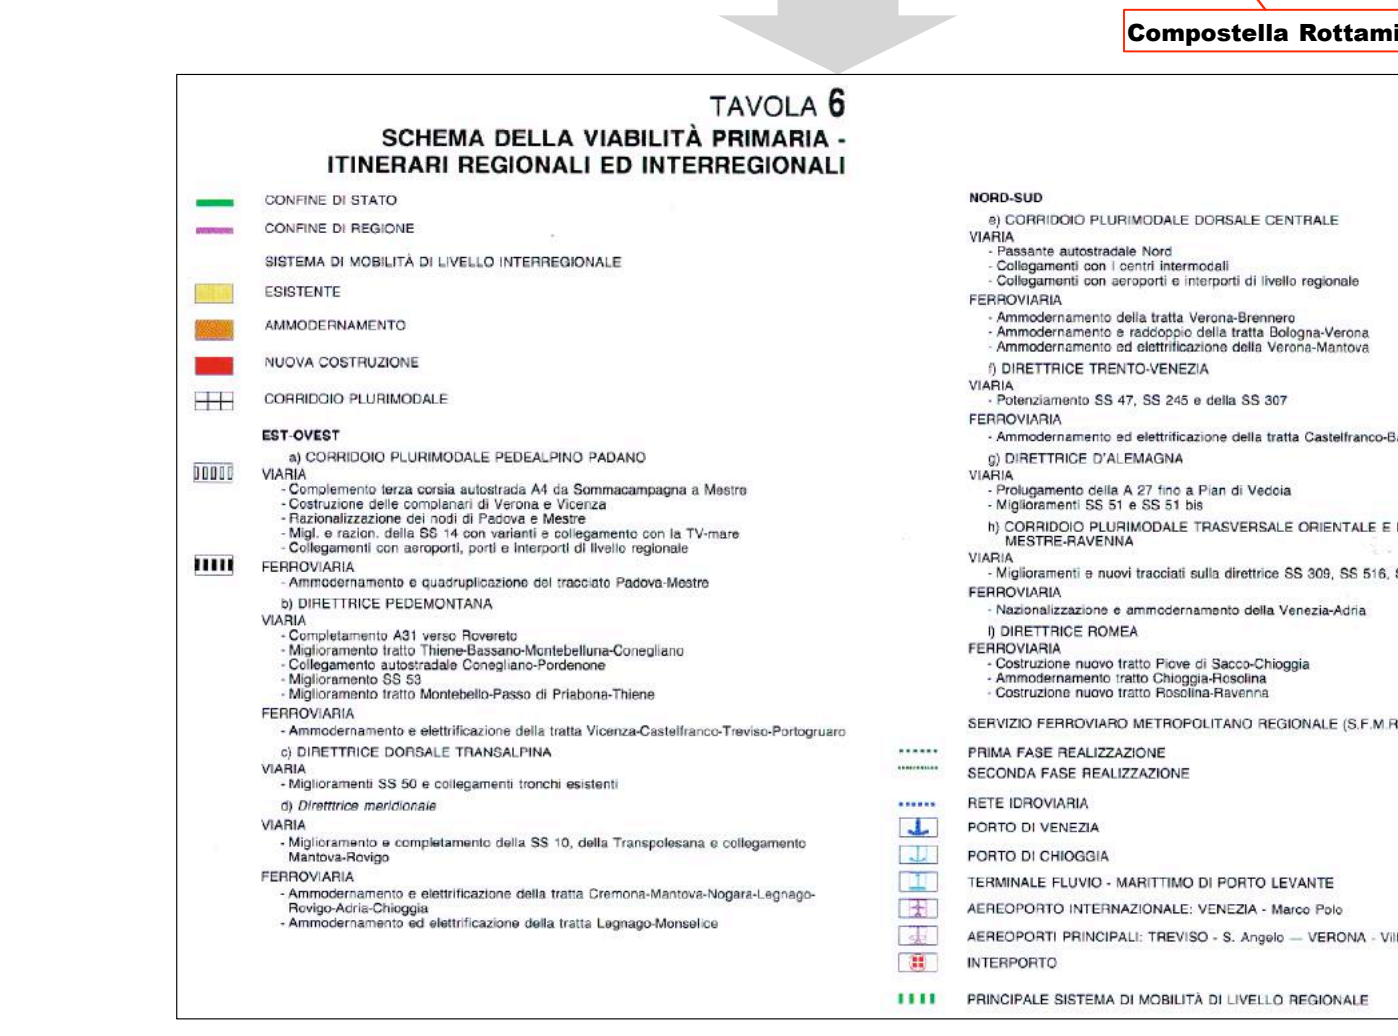 Compostella Rottami
TAVOLA 6
SCHEMA DELLA VIABILITÀ PRIMARIA -
ITINERARI REGIONALI ED INTERREGIONALI
CONFINE DI STATO
CONFINE DI REGIONE
SISTEMA DI MOBILITÀ DI LIVELLO INTERREGIONALE
ESISTENTE
AMMODERNAMENTO
NUOVA COSTRUZIONE
CORRIDOIO PLURIMODALE
EST-OVEST
a) CORRIDOIO PLURIMODALE PEDEALPINO PADANO
VIARIA
- Complemento terza corsia autostrada A4 da Sommacampagna a Mestre
- Costruzione delle complanari di Verona e Vicenza
- Razionalizzazione dei nodi di Padova e Mestre
- Migl. e razion. della SS 14 con varianti e collegamento con la TV-mare
- Collegamenti con aeroporti, porti e interporti di livello regionale
FERROVIARIA
- Ammodernamento e quadruplicazione del tracciato Padova-Mestre
b) DIRETTRICE PEDEMONTANA
VIARIA
- Completamento A31 verso Rovereto
- Miglioramento tratto Thiene-Bassano-Montebelluna-Conegliano
- Collegamento autostradale Conegliano-Pordenone
- Miglioramento SS 53
- Miglioramento tratto Montebello-Passo di Priabona-Thiene
FERROVIARIA
- Ammodernamento e elettrificazione della tratta Vicenza-Castelfranco-Treviso-Portogruaro
c) DIRETTRICE DORSALE TRANSALPINA
VIARIA
- Miglioramenti SS 50 e collegamenti tronchi esistenti
d) Direttrice meridionale
VIARIA
- Miglioramento e completamento della SS 10, della Transpolesana e collegamento
Mantova-Rovigo
FERROVIARIA
- Ammodernamento e elettrificazione della tratta Cremona-Mantova-Nogara-Legnago-
Rovigo-Adria-Chioggia
- Ammodernamento ed elettrificazione della tratta Legnago-Monselice
NORD-SUD
e) CORRIDOIO PLURIMODALE DORSALE CENTRALE
VIARIA
- Passante autostradale Nord
- Collegamenti con i centri intermodali
- Collegamenti con aeroporti e interporti di livello regionale
FERROVIARIA
- Ammodernamento della tratta Verona-Brennero
- Ammodernamento e raddoppio della tratta Bologna-Verona
- Ammodernamento ed elettrificazione della Verona-Mantova
f) DIRETTRICE TRENTO-VENEZIA
VIARIA
- Potenziamento SS 47, SS 245 e della SS 307
FERROVIARIA
- Ammodernamento ed elettrificazione della tratta Castelfranco-B
g) DIRETTRICE D'ALEMAGNA
VIARIA
- Prolugamento della A 27 fino a Pian di Vedoia
- Miglioramenti SS 51 e SS 51 bis
h) CORRIDOIO PLURIMODALE TRASVERSALE ORIENTALE E
MESTRE-RAVENNA
VIARIA
- Miglioramenti e nuovi tracciati sulla direttrice SS 309, SS 516,
FERROVIARIA
- Nazionalizzazione e ammodernamento della Venezia-Adria
i) DIRETTRICE ROMEA
FERROVIARIA
- Costruzione nuovo tratto Piove di Sacco-Chioggia
- Ammodernamento tratto Chioggia-Rosolina
- Costruzione nuovo tratto Rosolina-Ravenna
SERVIZIO FERROVIARO METROPOLITANO REGIONALE (S.F.M.R
PRIMA FASE REALIZZAZIONE
SECONDA FASE REALIZZAZIONE
RETE IDROVIARIA
PORTO DI VENEZIA
PORTO DI CHIOGGIA
TERMINALE FLUVIO - MARITTIMO DI PORTO LEVANTE
AEREOPORTO INTERNAZIONALE: VENEZIA - Marco Polo
AEREOPORTI PRINCIPALI: TREVISO - S. Angelo — VERONA - Vil
INTERPORTO
PRINCIPALE SISTEMA DI MOBILITÀ DI LIVELLO REGIONALE